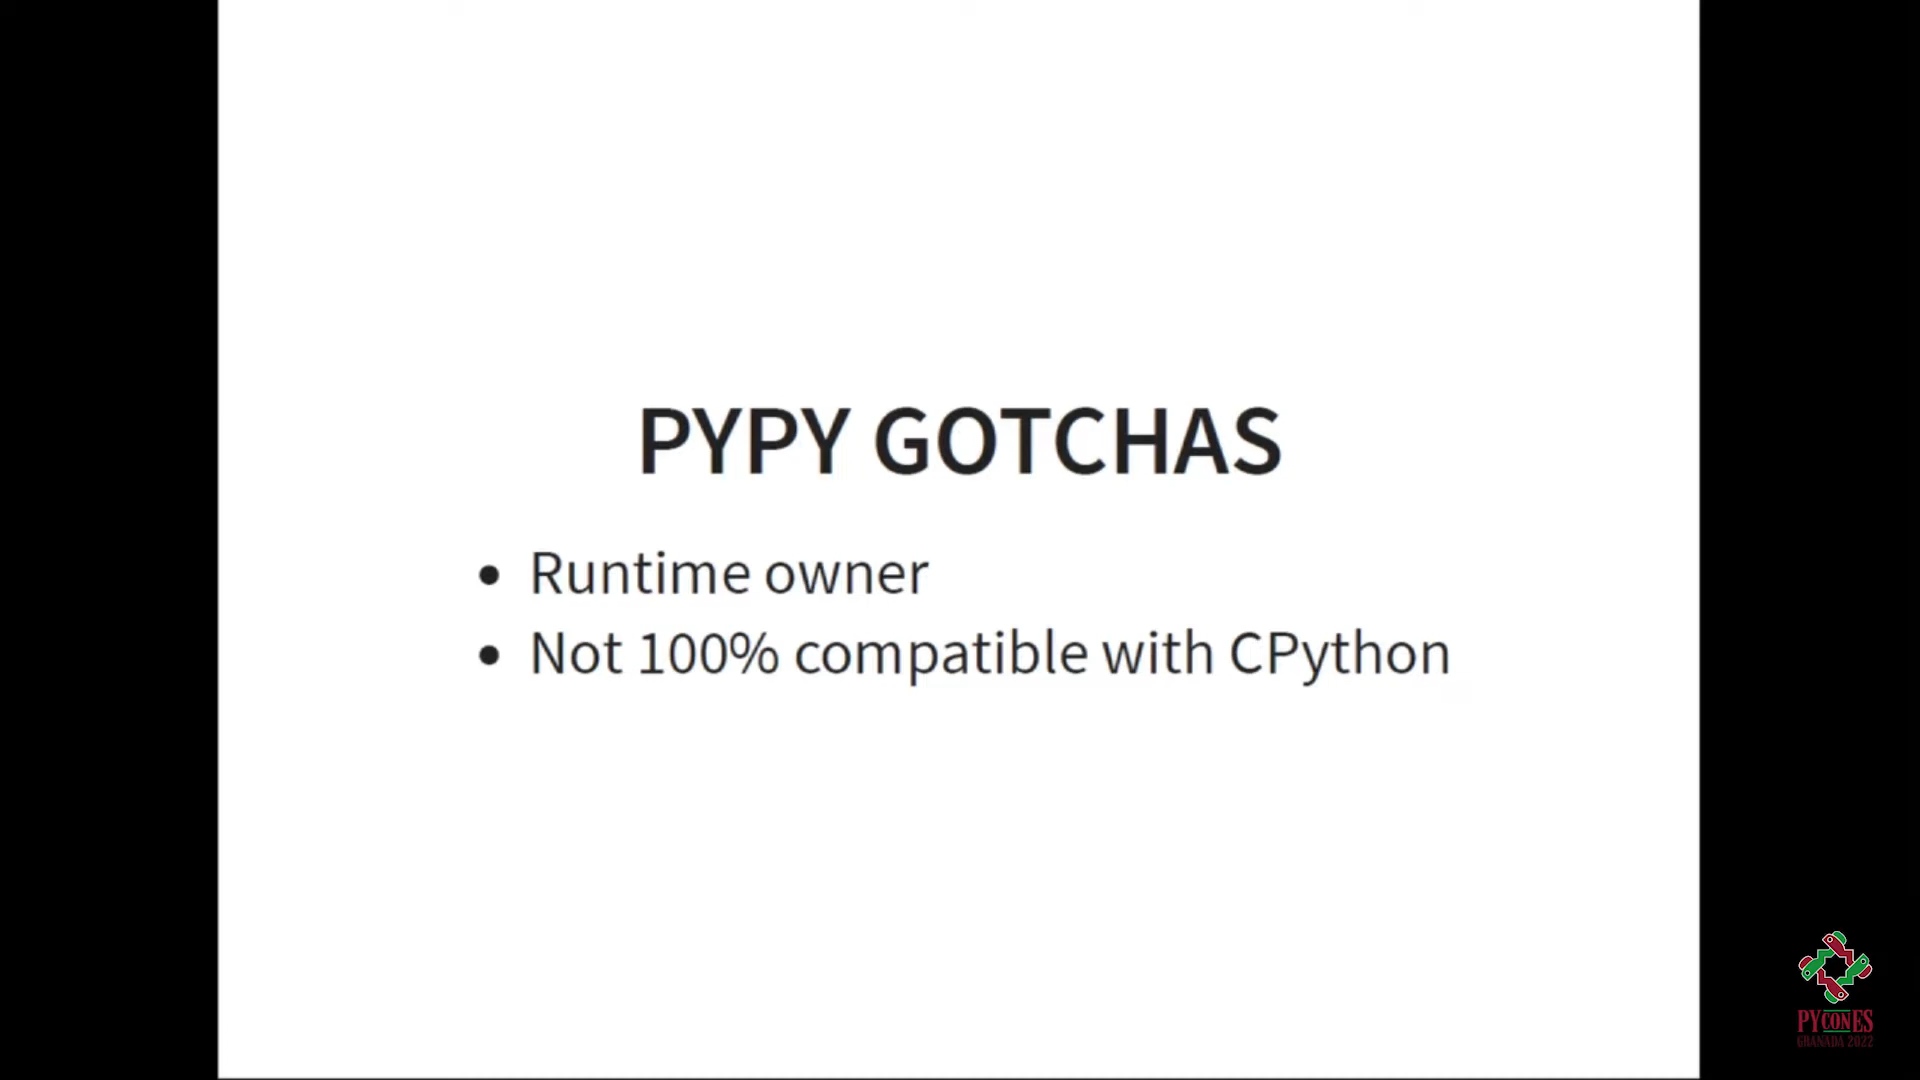 PYPY GOTCHAS
• Runtime owner
• Not 100% compatible with CPython
PYCONES
GRANADA 2022